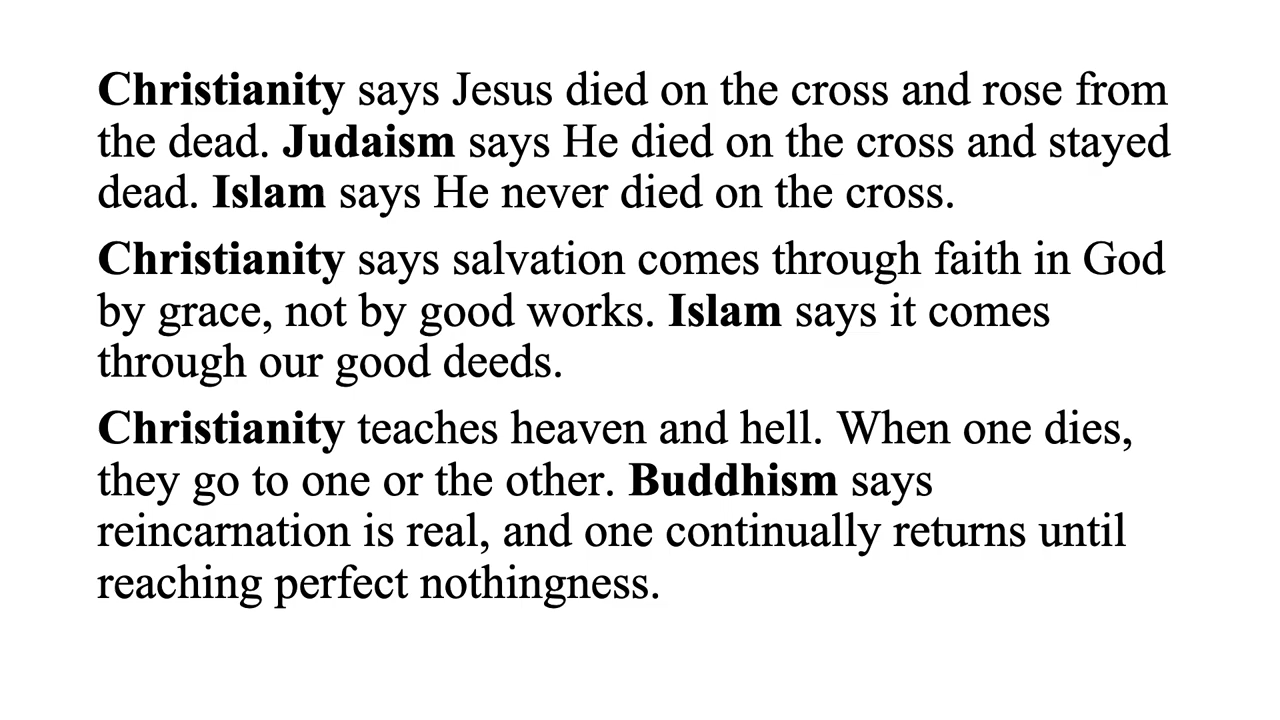 Christianity says Jesus died on the cross and rose from
the dead. Judaism says He died on the cross and stayed
dead. Islam says He never died on the cross.
Christianity says salvation comes through faith in God
by grace, not by good works. Islam says it comes
through our good deeds.
Christianity teaches heaven and hell. When one dies,
they go to one or the other. Buddhism says
reincarnation is real, and one continually returns until
reaching perfect nothingness.